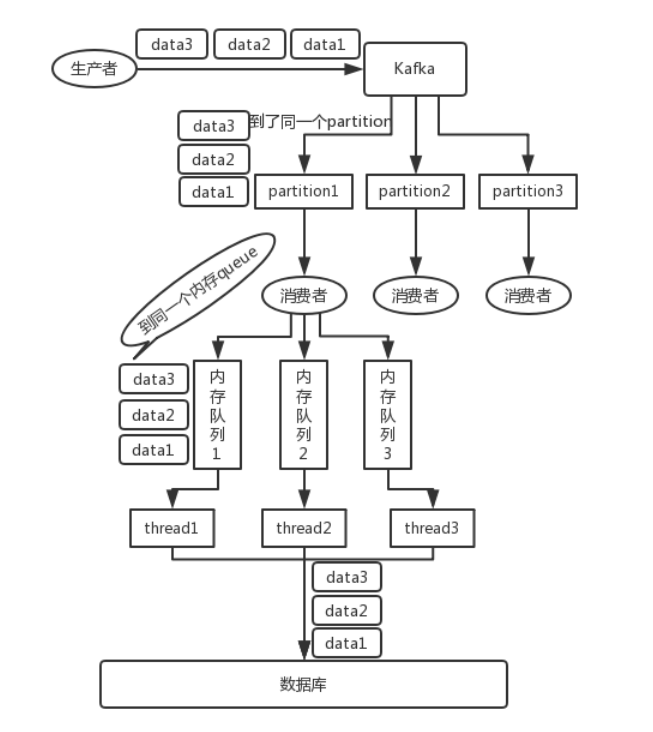 data3 data2 data1
生产者
Kafka
到了同一个partition
data3
data2
data1
partition1 partition2 partition3
到同一个内存queue
消费者 消费者 消费者
data3
data2
data1
内存队列1
内存队列2
内存队列3
thread1 thread2 thread3
data3
data2
data1
数据库